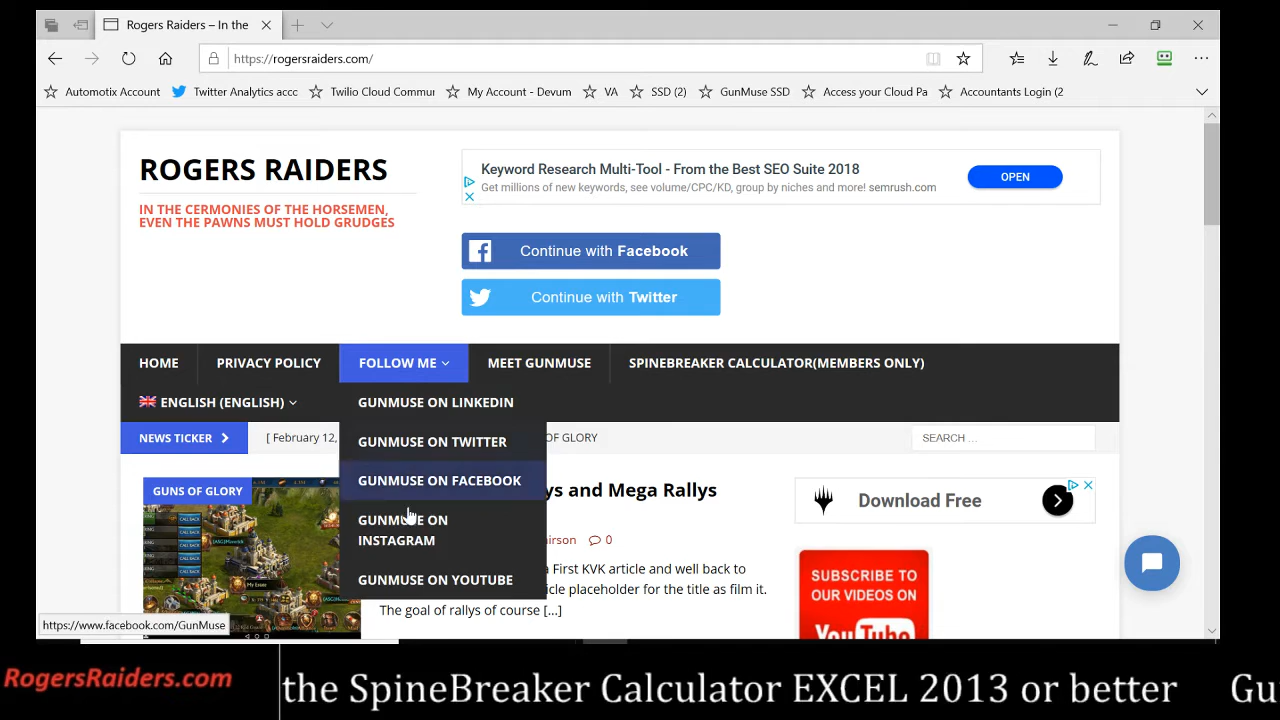 Rogers Raiders – In the
https://rogersraiders.com/
Automotix Account
Twitter Analytics acc
Twilio Cloud Commur
My Account - Devum
VA
SSD (2)
GunMuse SSD
Access your Cloud Pa
Accountants Login (2
ROGERS RAIDERS
IN THE CERMONIES OF THE HORSEMEN,
EVEN THE PAWNS MUST HOLD GRUDGES
Keyword Research Multi-Tool - From the Best SEO Suite 2018
Get millions of new keywords, see volume/CPC/KD, group by niches and more! semrush.com
OPEN
Continue with Facebook
Continue with Twitter
HOME
PRIVACY POLICY
FOLLOW ME
MEET GUNMUSE
SPINEBREAKER CALCULATOR(MEMBERS ONLY)
ENGLISH (ENGLISH)
GUNMUSE ON LINKEDIN
GUNMUSE ON TWITTER
GUNMUSE ON FACEBOOK
GUNMUSE ON
INSTAGRAM
GUNMUSE ON YOUTUBE
NEWS TICKER
[ February 12,
OF GLORY
SEARCH ...
GUNS OF GLORY
ys and Mega Rallys
airson
0
a First KVK article and well back to
ticle placeholder for the title as film it.
The goal of rallys of course [...]
Download Free
SUBSCRIBE TO
OUR VIDEOS ON
YouTube
https://www.facebook.com/GunMuse
RogersRaiders.com
the SpineBreaker Calculator EXCEL 2013 or better
Gu